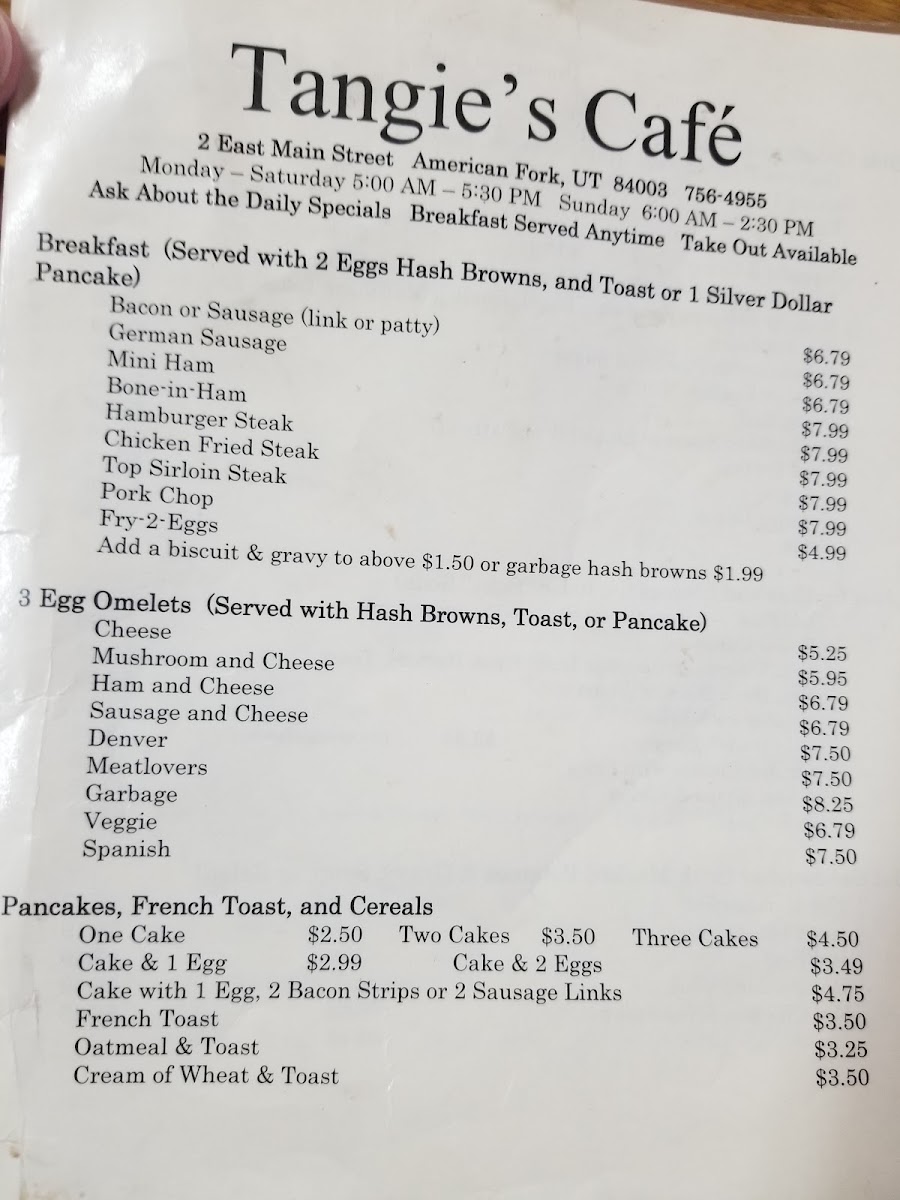 Tangie's Café
2 East Main Street American Fork, UT 84003 756-4955
Monday – Saturday 5:00 AM – 5:30 PM Sunday 6:00 AM – 2:30 PM
Ask About the Daily Specials Breakfast Served Anytime Take Out Available
Breakfast (Served with 2 Eggs Hash Browns, and Toast or 1 Silver Dollar
Pancake)
Bacon or Sausage (link or patty) $6.79
German Sausage $6.79
Mini Ham $6.79
Bone-in-Ham $7.99
Hamburger Steak $7.99
Chicken Fried Steak $7.99
Top Sirloin Steak $7.99
Pork Chop $7.99
Fry-2-Eggs $4.99
Add a biscuit & gravy to above $1.50 or garbage hash browns $1.99
3 Egg Omelets (Served with Hash Browns, Toast, or Pancake)
Cheese $5.25
Mushroom and Cheese $5.95
Ham and Cheese $6.79
Sausage and Cheese $6.79
Denver $7.50
Meatlovers $7.50
Garbage $8.25
Veggie $6.79
Spanish $7.50
Pancakes, French Toast, and Cereals
One Cake $2.50 Two Cakes $3.50 Three Cakes $4.50
Cake & 1 Egg $2.99 Cake & 2 Eggs $3.49
Cake with 1 Egg, 2 Bacon Strips or 2 Sausage Links $4.75
French Toast $3.50
Oatmeal & Toast $3.25
Cream of Wheat & Toast $3.50